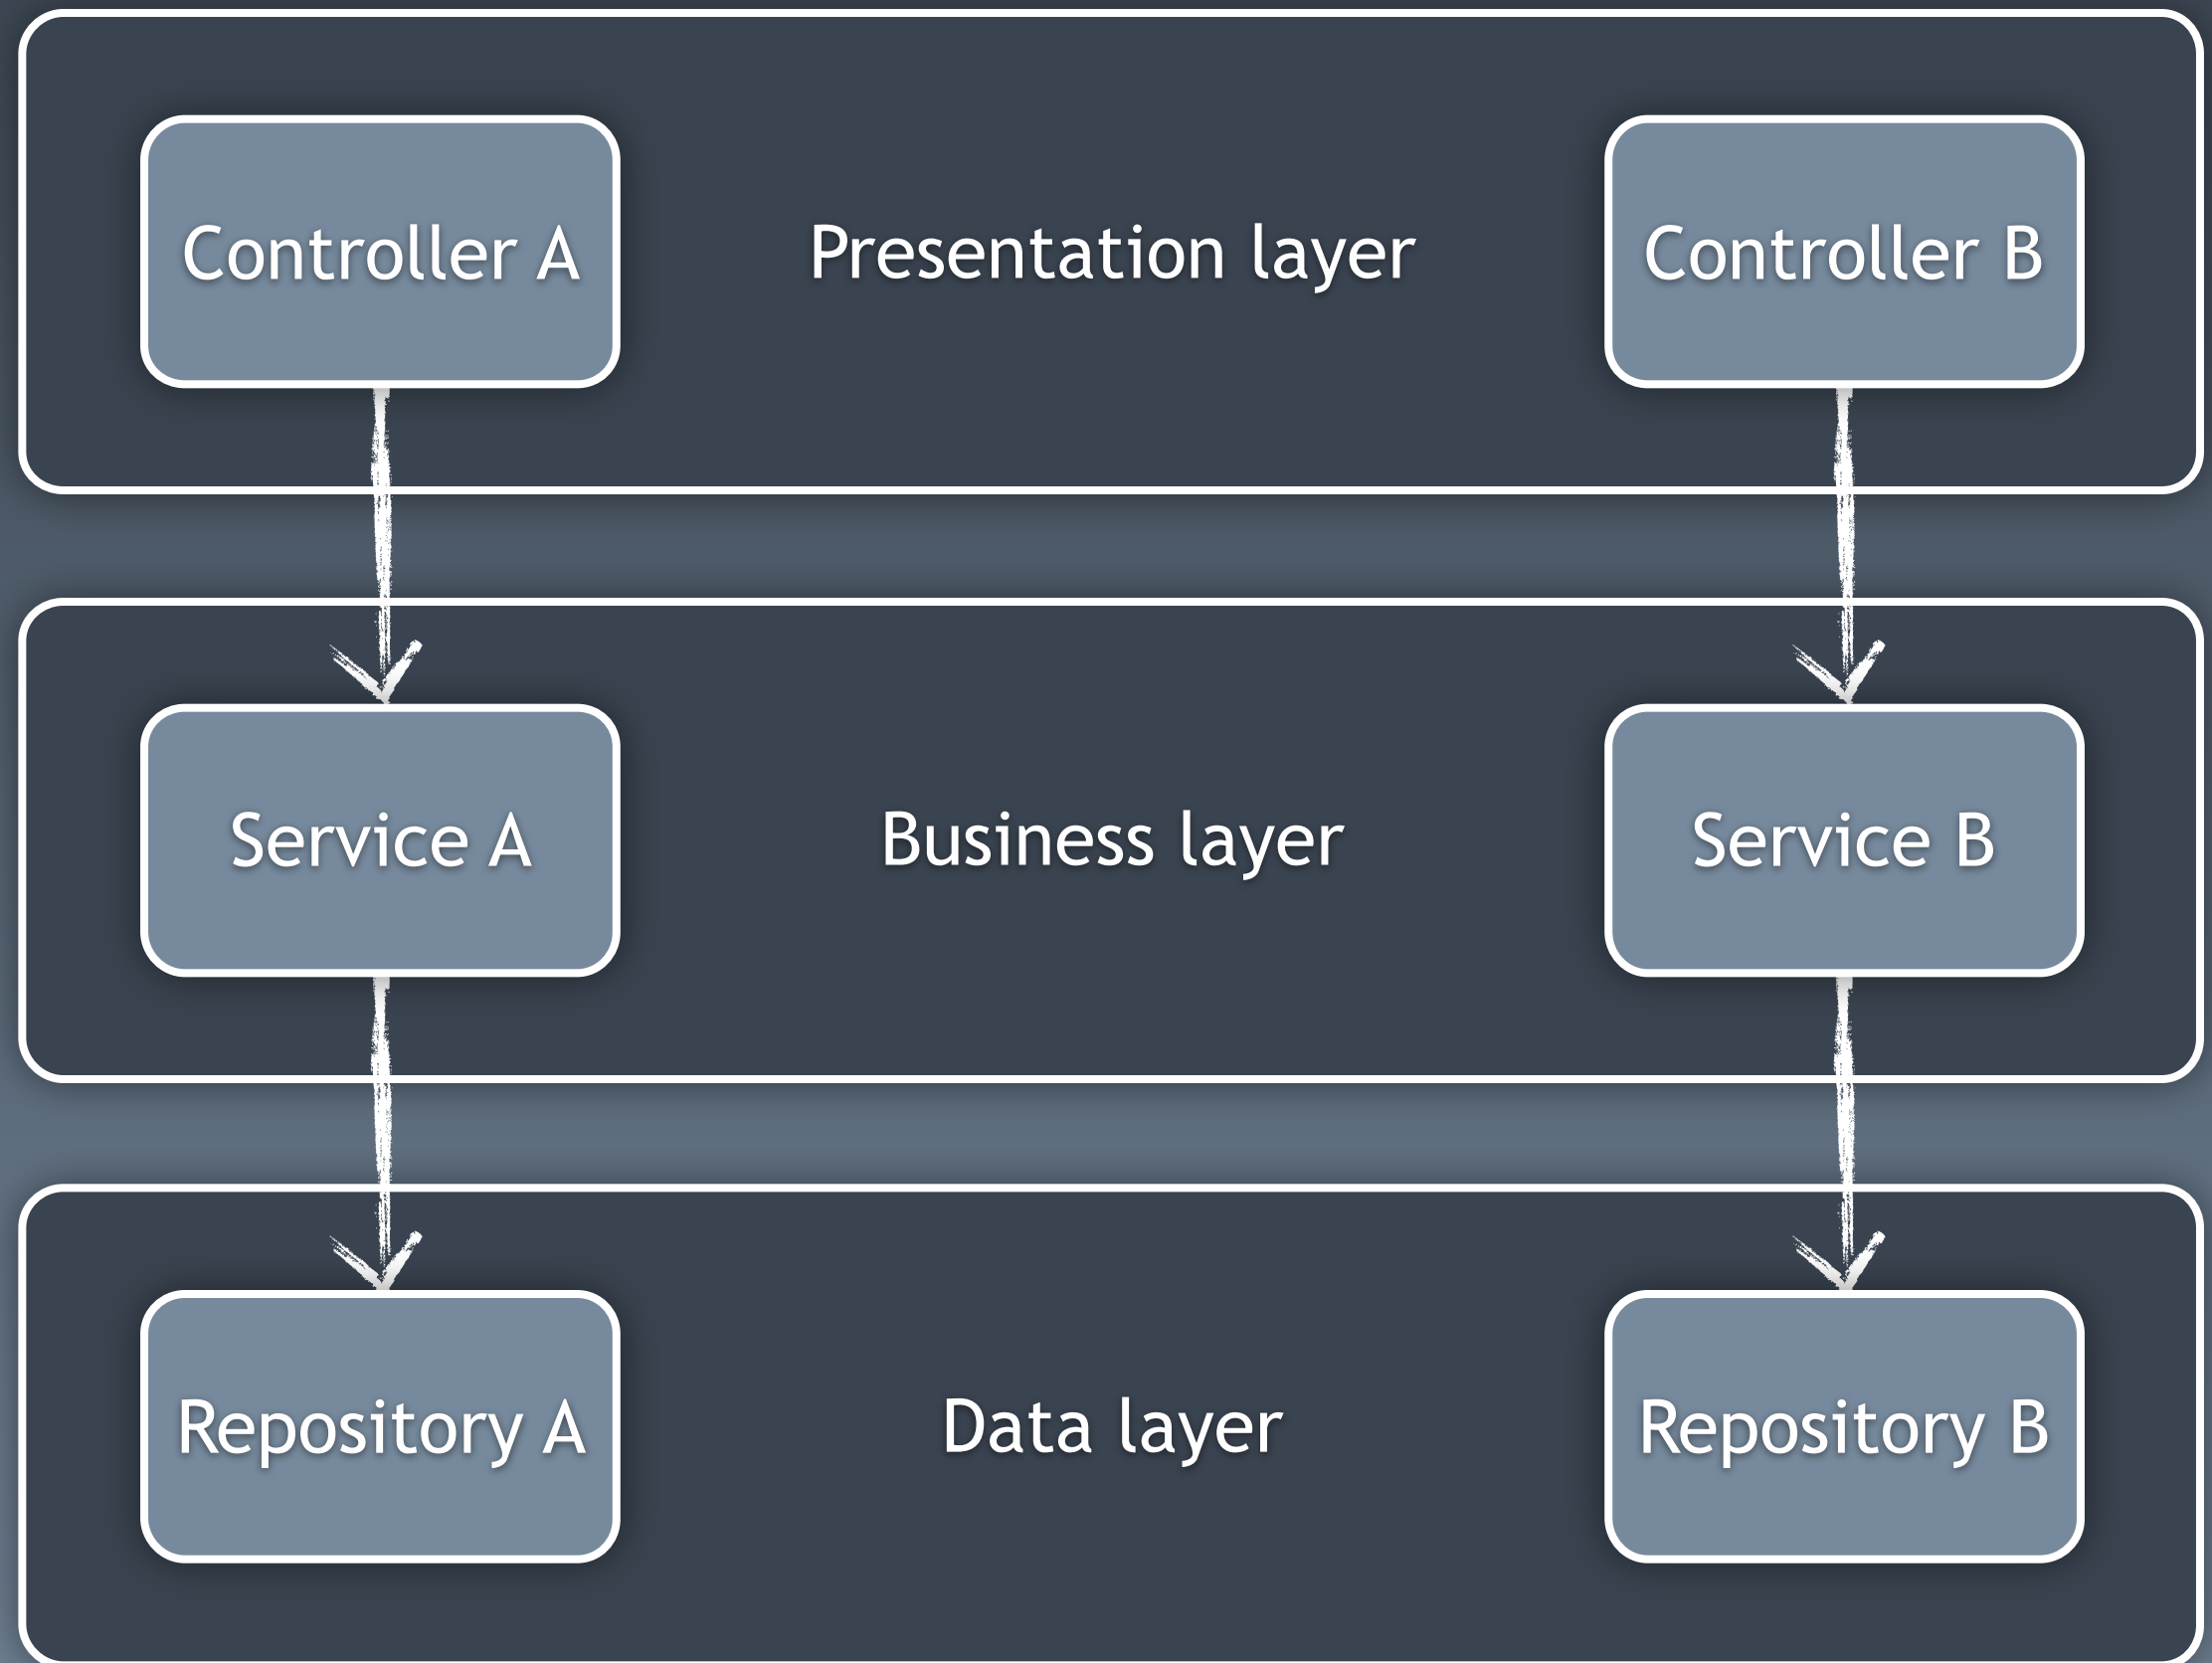 Controller A
Presentation layer
Controller B
Service A
Business layer
Service B
Repository A
Data layer
Repository B